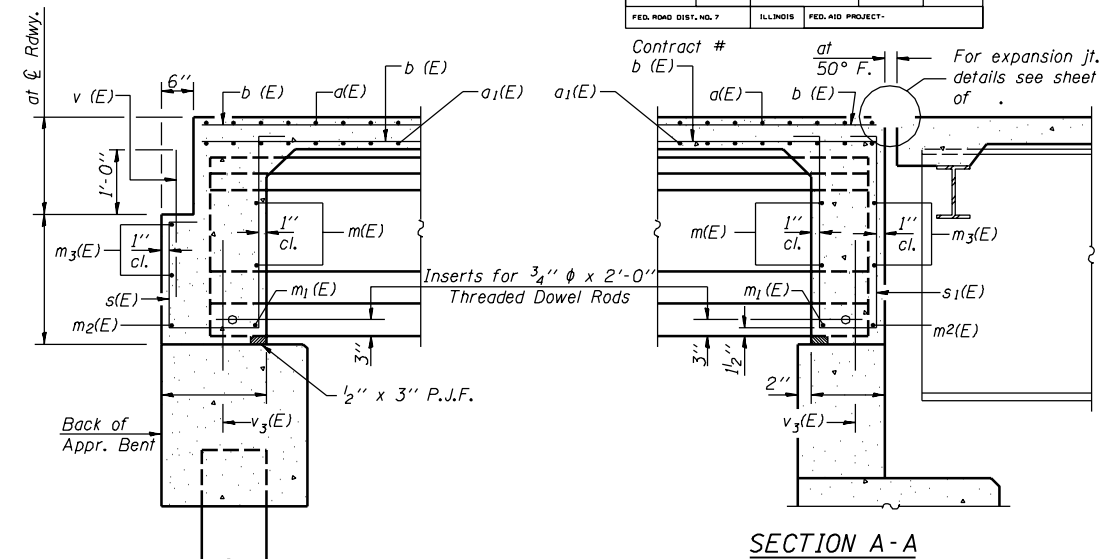 FED. ROAD DIST. NO. 7 ILLINOIS FED. AID PROJECT-
Contract #
at ℄ Rdwy.
6"
v (E)
b (E)
a(E)
b (E)
a1(E)
1'-0"
m3(E)
1"
cl.
1"
cl.
m(E)
s(E)
m1(E)
m2(E)
3"
1/2" x 3" P.J.F.
Back of
Appr. Bent
v3(E)
Inserts for 3/4" ϕ x 2'-0"
Threaded Dowel Rods
a1(E)
b (E)
a(E)
b (E)
at
50° F.
For expansion jt.
details see sheet
of .
m(E)
1"
cl.
1"
cl.
m3(E)
m1(E)
s1(E)
m2(E)
3"
1 1/2"
2"
v3(E)
SECTION A-A